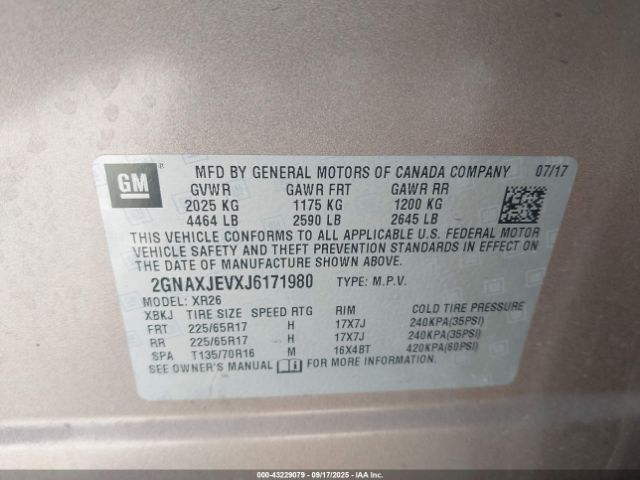 GM
MFD BY GENERAL MOTORS OF CANADA COMPANY 07/17
GVWR GAWR FRT GAWR RR
2025 KG 1175 KG 1200 KG
4464 LB 2590 LB 2645 LB
THIS VEHICLE CONFORMS TO ALL APPLICABLE U.S. FEDERAL MOTOR
VEHICLE SAFETY AND THEFT PREVENTION STANDARDS IN EFFECT ON
THE DATE OF MANUFACTURE SHOWN ABOVE.
2GNAXJEVXJ6171980 TYPE: M.P.V.
MODEL: XR26
XBKJ TIRE SIZE SPEED RTG RIM COLD TIRE PRESSURE
FRT 225/65R17 H 17X7J 240KPA(35PSI)
RR 225/65R17 H 17X7J 240KPA(35PSI)
SPA T135/70R16 M 16X4BT 420KPA(60PSI)
SEE OWNER'S MANUAL FOR MORE INFORMATION.
000-43229079 - 09/17/2025 - IAAI.COM